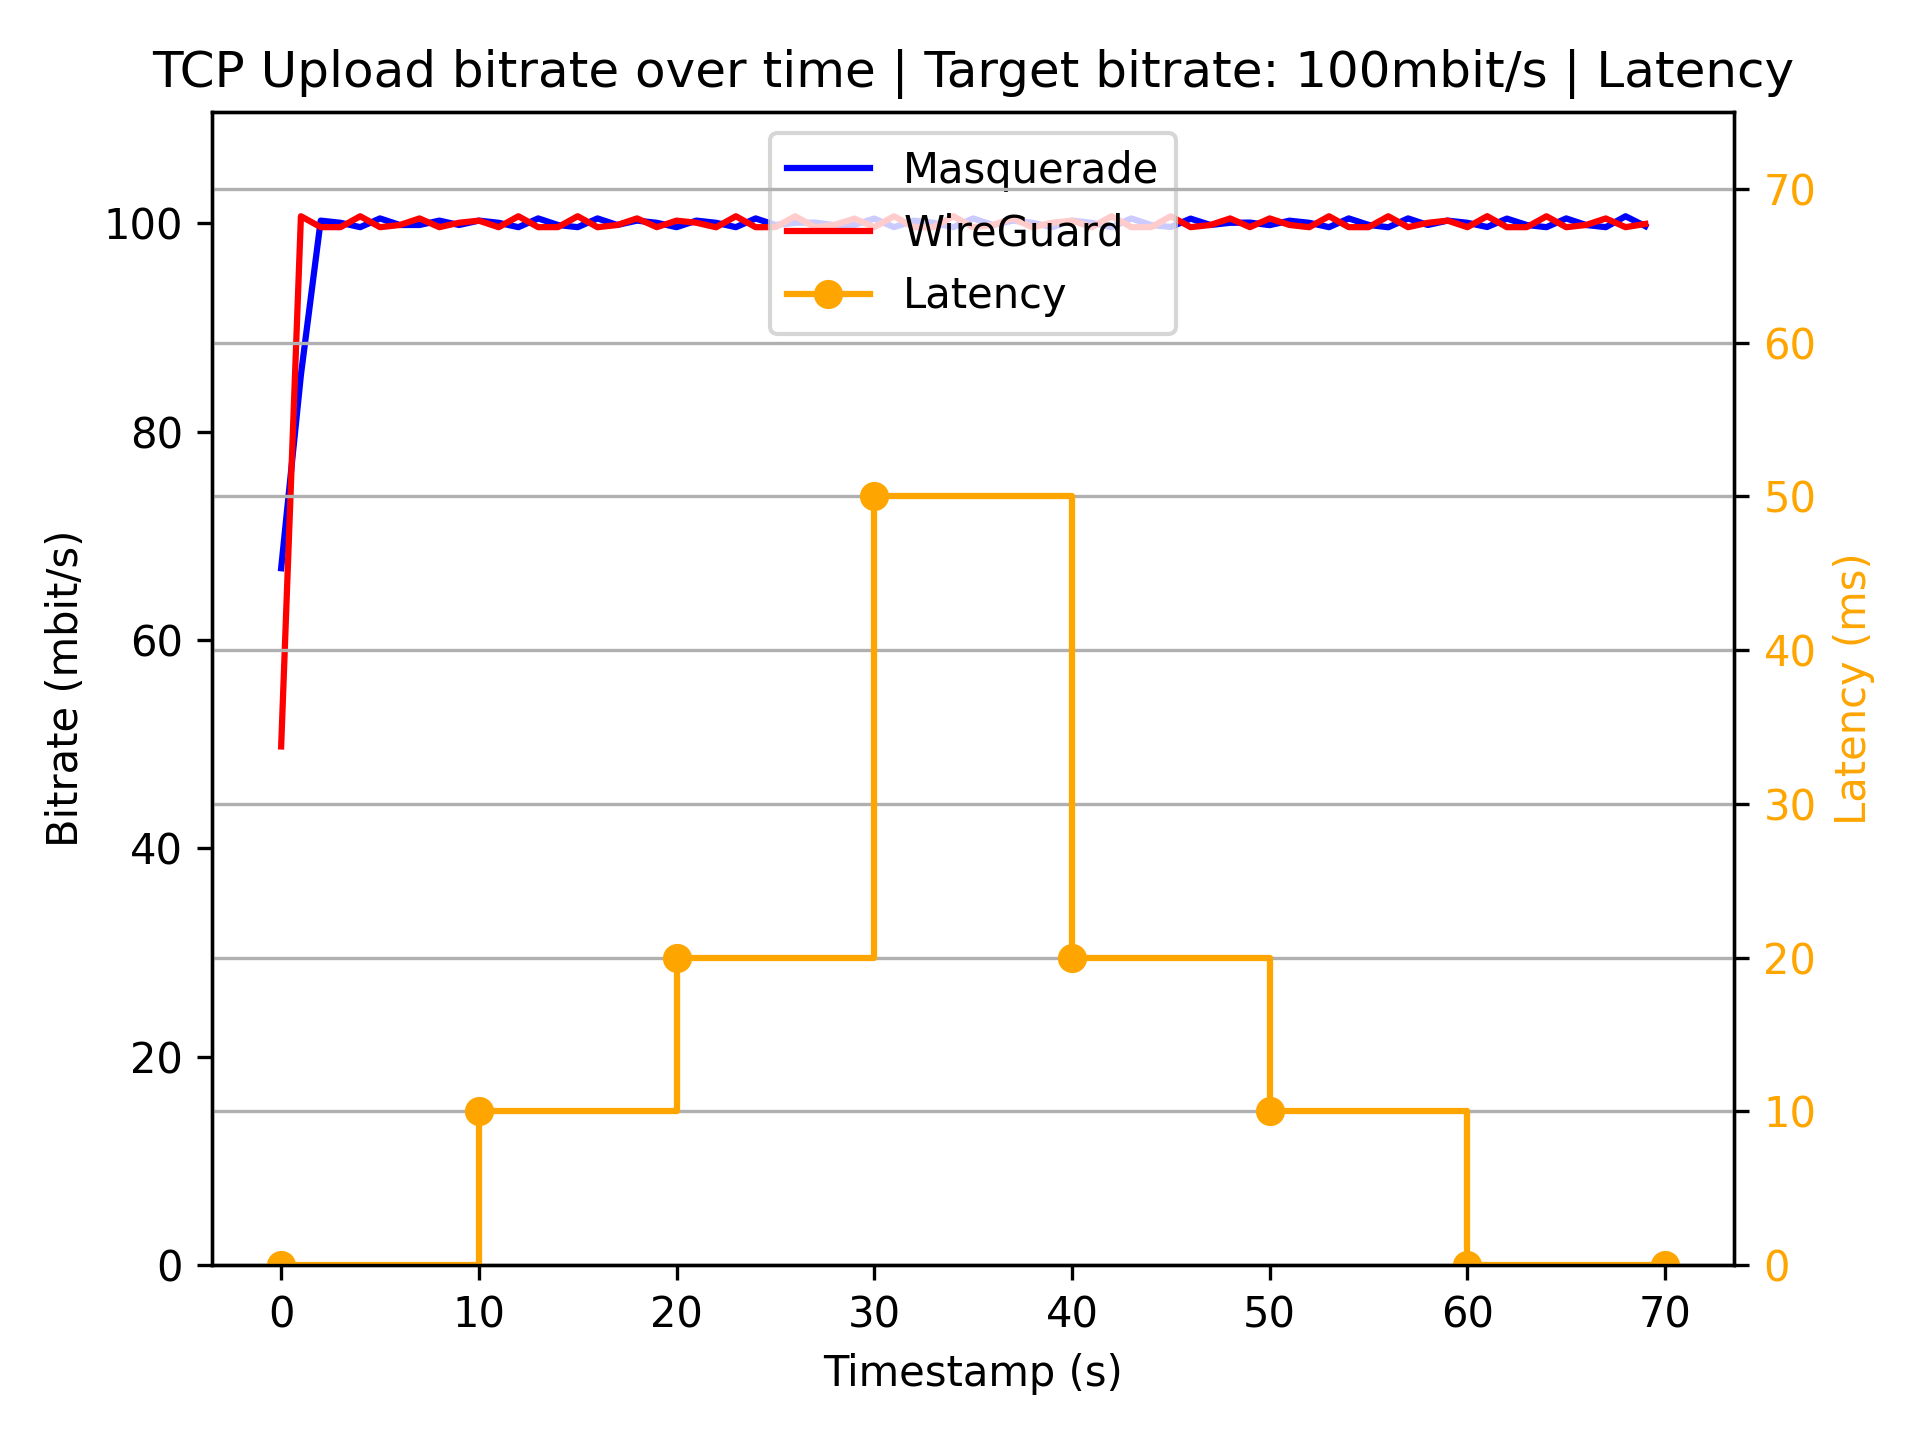 TCP Upload bitrate over time | Target bitrate: 100mbit/s | Latency
Masquerade
WireGuard
Latency
100
80
60
40
20
0
Bitrate (mbit/s)
70
60
50
40
30
20
10
0
Latency (ms)
0 10 20 30 40 50 60 70
Timestamp (s)